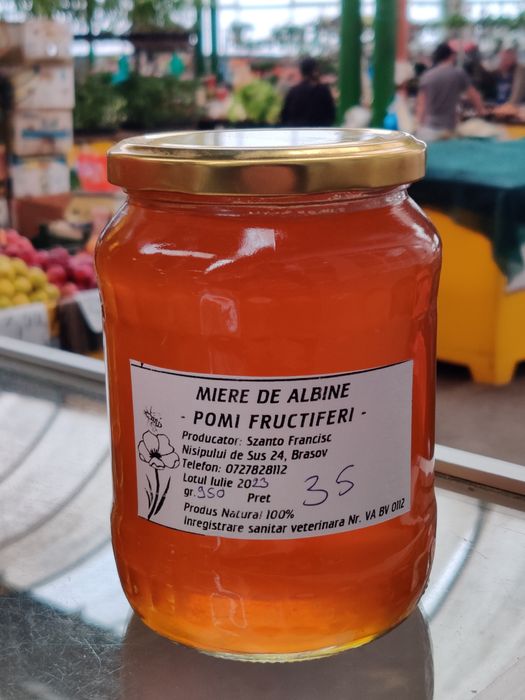 MIERE DE ALBINE
- POMI FRUCTIFERI -
Producator: Szanto Francisc
Nisipului de Sus 24, Brasov
Telefon: 0727828112
Lotul Iulie 2023
gr.950 Pret 35
Produs Natural 100%
Inregistrare sanitar veterinara Nr. VA BV 0112